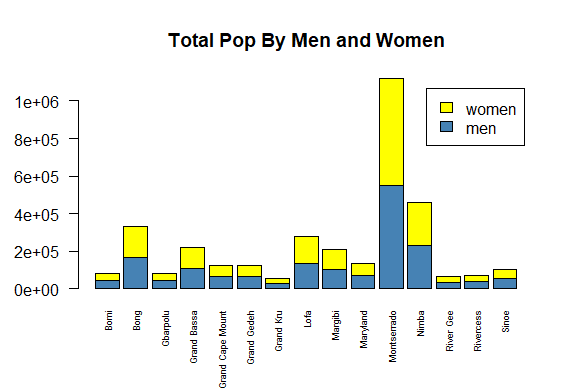 Total Pop By Men and Women
1e+06
8e+05
6e+05
4e+05
2e+05
0e+00
women
men
Bomi
Bong
Gbarpolu
Grand Bassa
Grand Cape Mount
Grand Gedeh
Grand Kru
Lofa
Margibi
Maryland
Montserrado
Nimba
River Gee
Rivercess
Sinoe